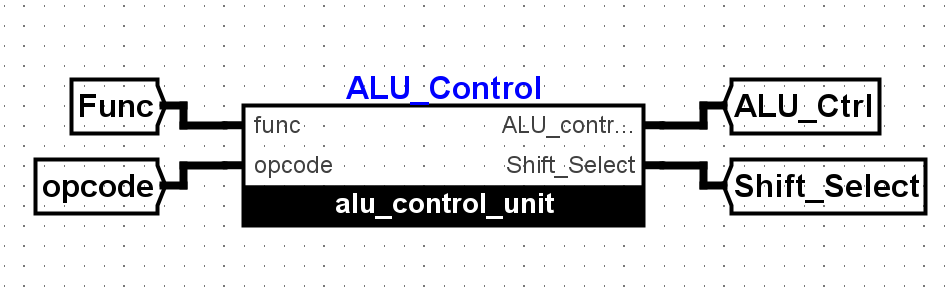 ALU_Control
Func
func
ALU_contr...
ALU_Ctrl
opcode
opcode
Shift_Select
Shift_Select
alu_control_unit